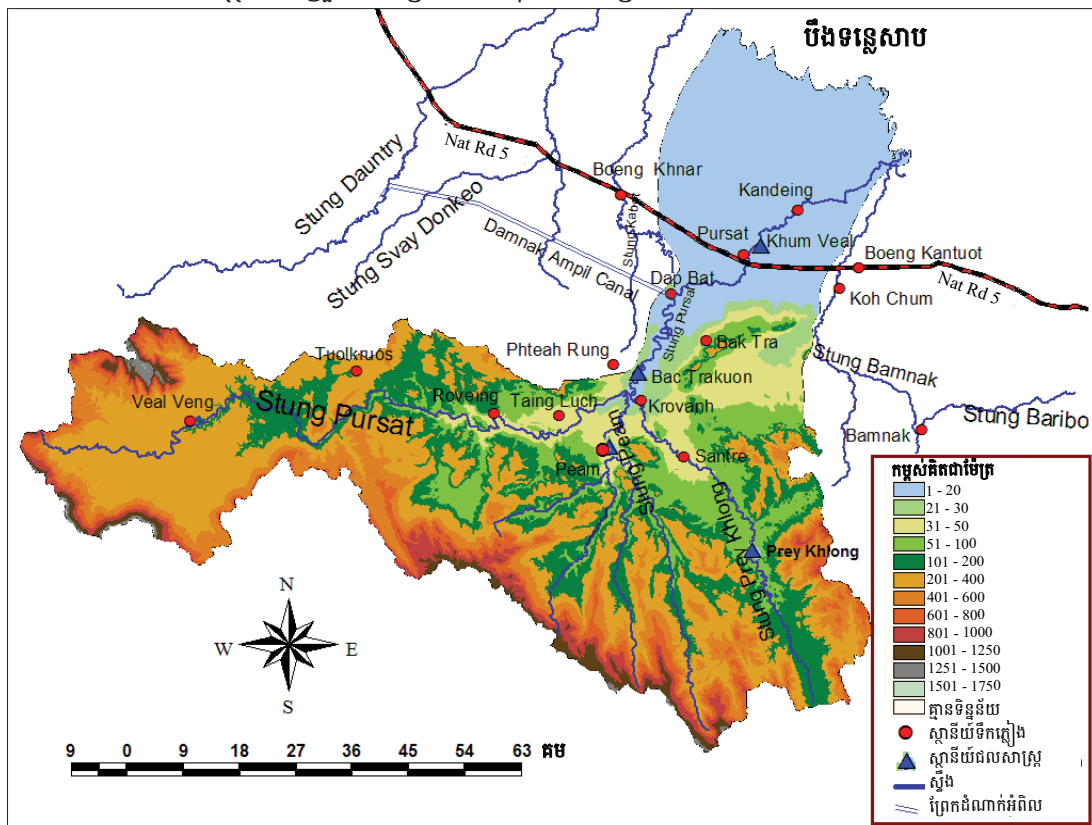 បឹងទន្លេសាប
Nat Rd 5
Stung Dauntry
Boeng Khnar
Stung Kabot
Kandeing
Stung Svay Donkeo
Damnak Ampil Canal
Pursat
Khum Veal
Boeng Kantuot
Dap Bat
Koh Chum
Nat Rd 5
Stung Pursat
Bak Tra
Phteah Rung
Tuolkruos
Bac Trakuon
Stung Bamnak
Veal Veng
Stung Pursat
Roveing
Taing Luch
Krovanh
Stung Baribo
Bamnak
Stung Peam
Peam
Santre
Stung Prey Khlong
Prey Khlong
N
W
E
S
9 0 9 18 27 36 45 54 63 គម
កម្ពស់គិតជាម៉ែត្រ
1 - 20
21 - 30
31 - 50
51 - 100
101 - 200
201 - 400
401 - 600
601 - 800
801 - 1000
1001 - 1250
1251 - 1500
1501 - 1750
គ្មានទិន្នន័យ
ស្ថានីយ៍ទឹកភ្លៀង
ស្ថានីយ៍ជលសាស្ត្រ
ស្ទឹង
ព្រែកដំណាក់អំពិល